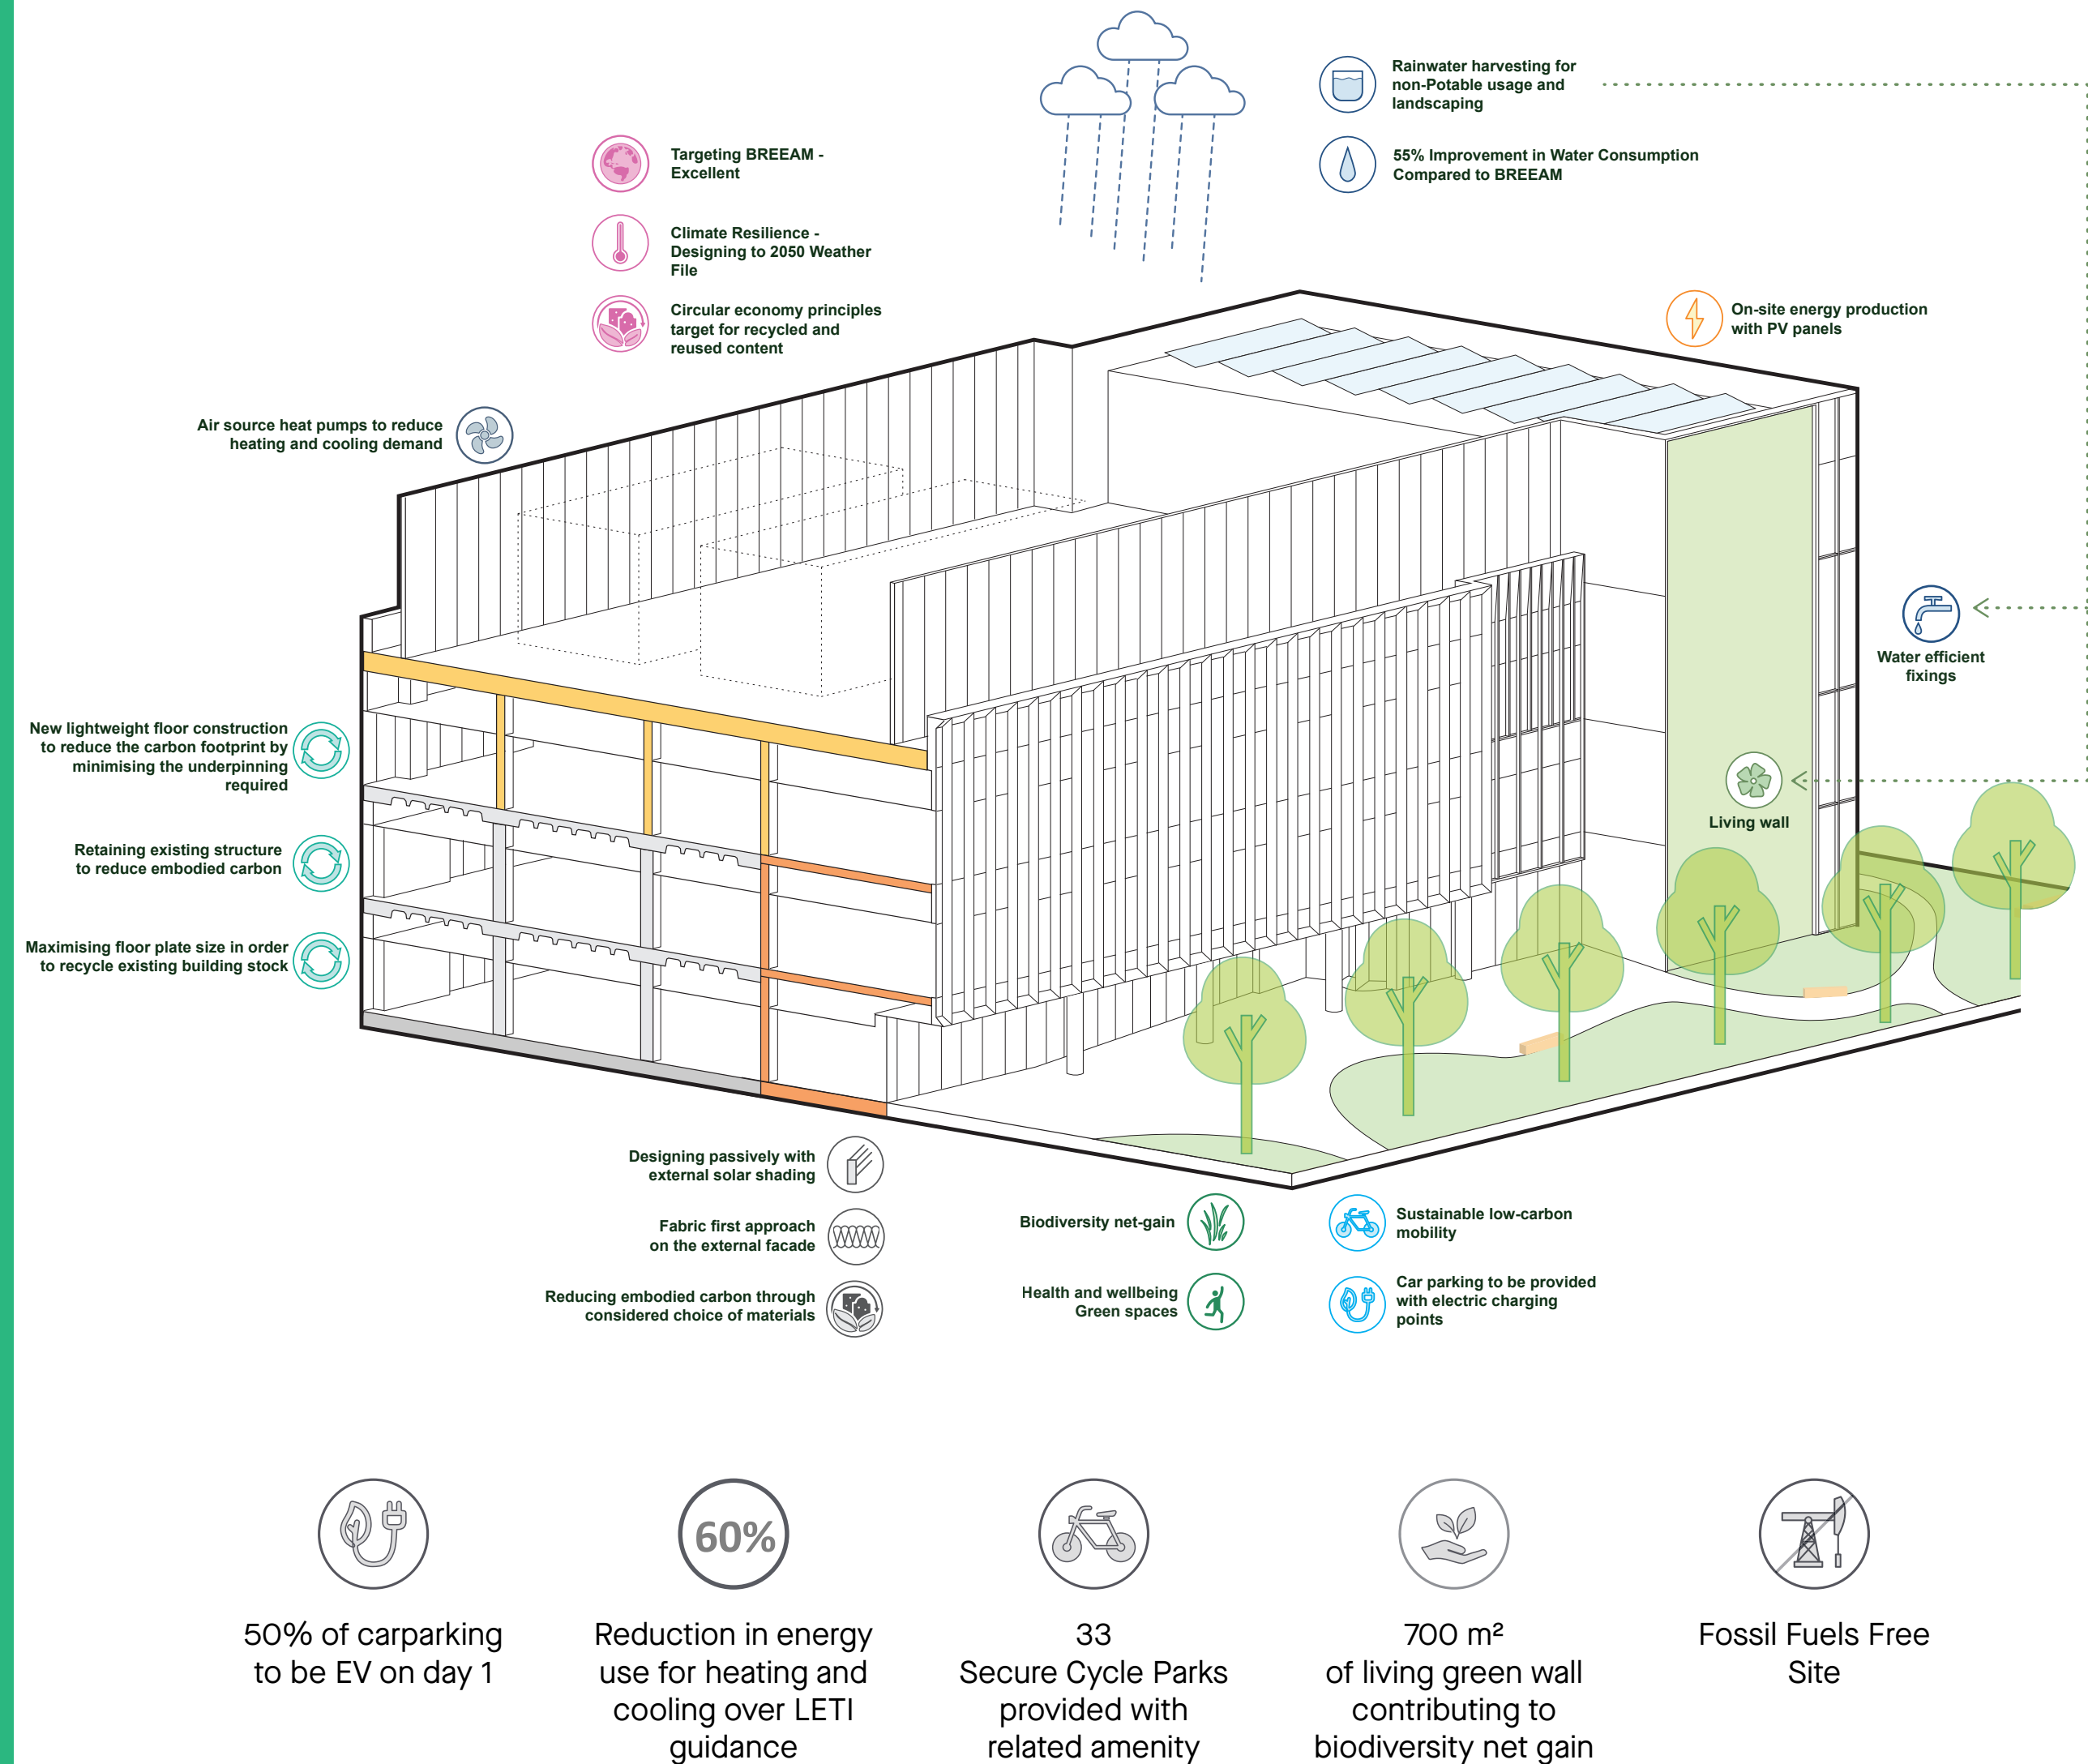 Rainwater harvesting for
non-Potable usage and
landscaping
55% Improvement in Water Consumption
Compared to BREEAM
Targeting BREEAM -
Excellent
Climate Resilience -
Designing to 2050 Weather
File
Circular economy principles
target for recycled and
reused content
On-site energy production
with PV panels
Air source heat pumps to reduce
heating and cooling demand
Water efficient
fixings
New lightweight floor construction
to reduce the carbon footprint by
minimising the underpinning
required
Living wall
Retaining existing structure
to reduce embodied carbon
Maximising floor plate size in order
to recycle existing building stock
Designing passively with
external solar shading
Fabric first approach
on the external facade
Reducing embodied carbon through
considered choice of materials
Biodiversity net-gain
Health and wellbeing
Green spaces
Sustainable low-carbon
mobility
Car parking to be provided
with electric charging
points
50% of carparking
to be EV on day 1
60%
Reduction in energy
use for heating and
cooling over LETI
guidance
33
Secure Cycle Parks
provided with
related amenity
700 m²
of living green wall
contributing to
biodiversity net gain
Fossil Fuels Free
Site